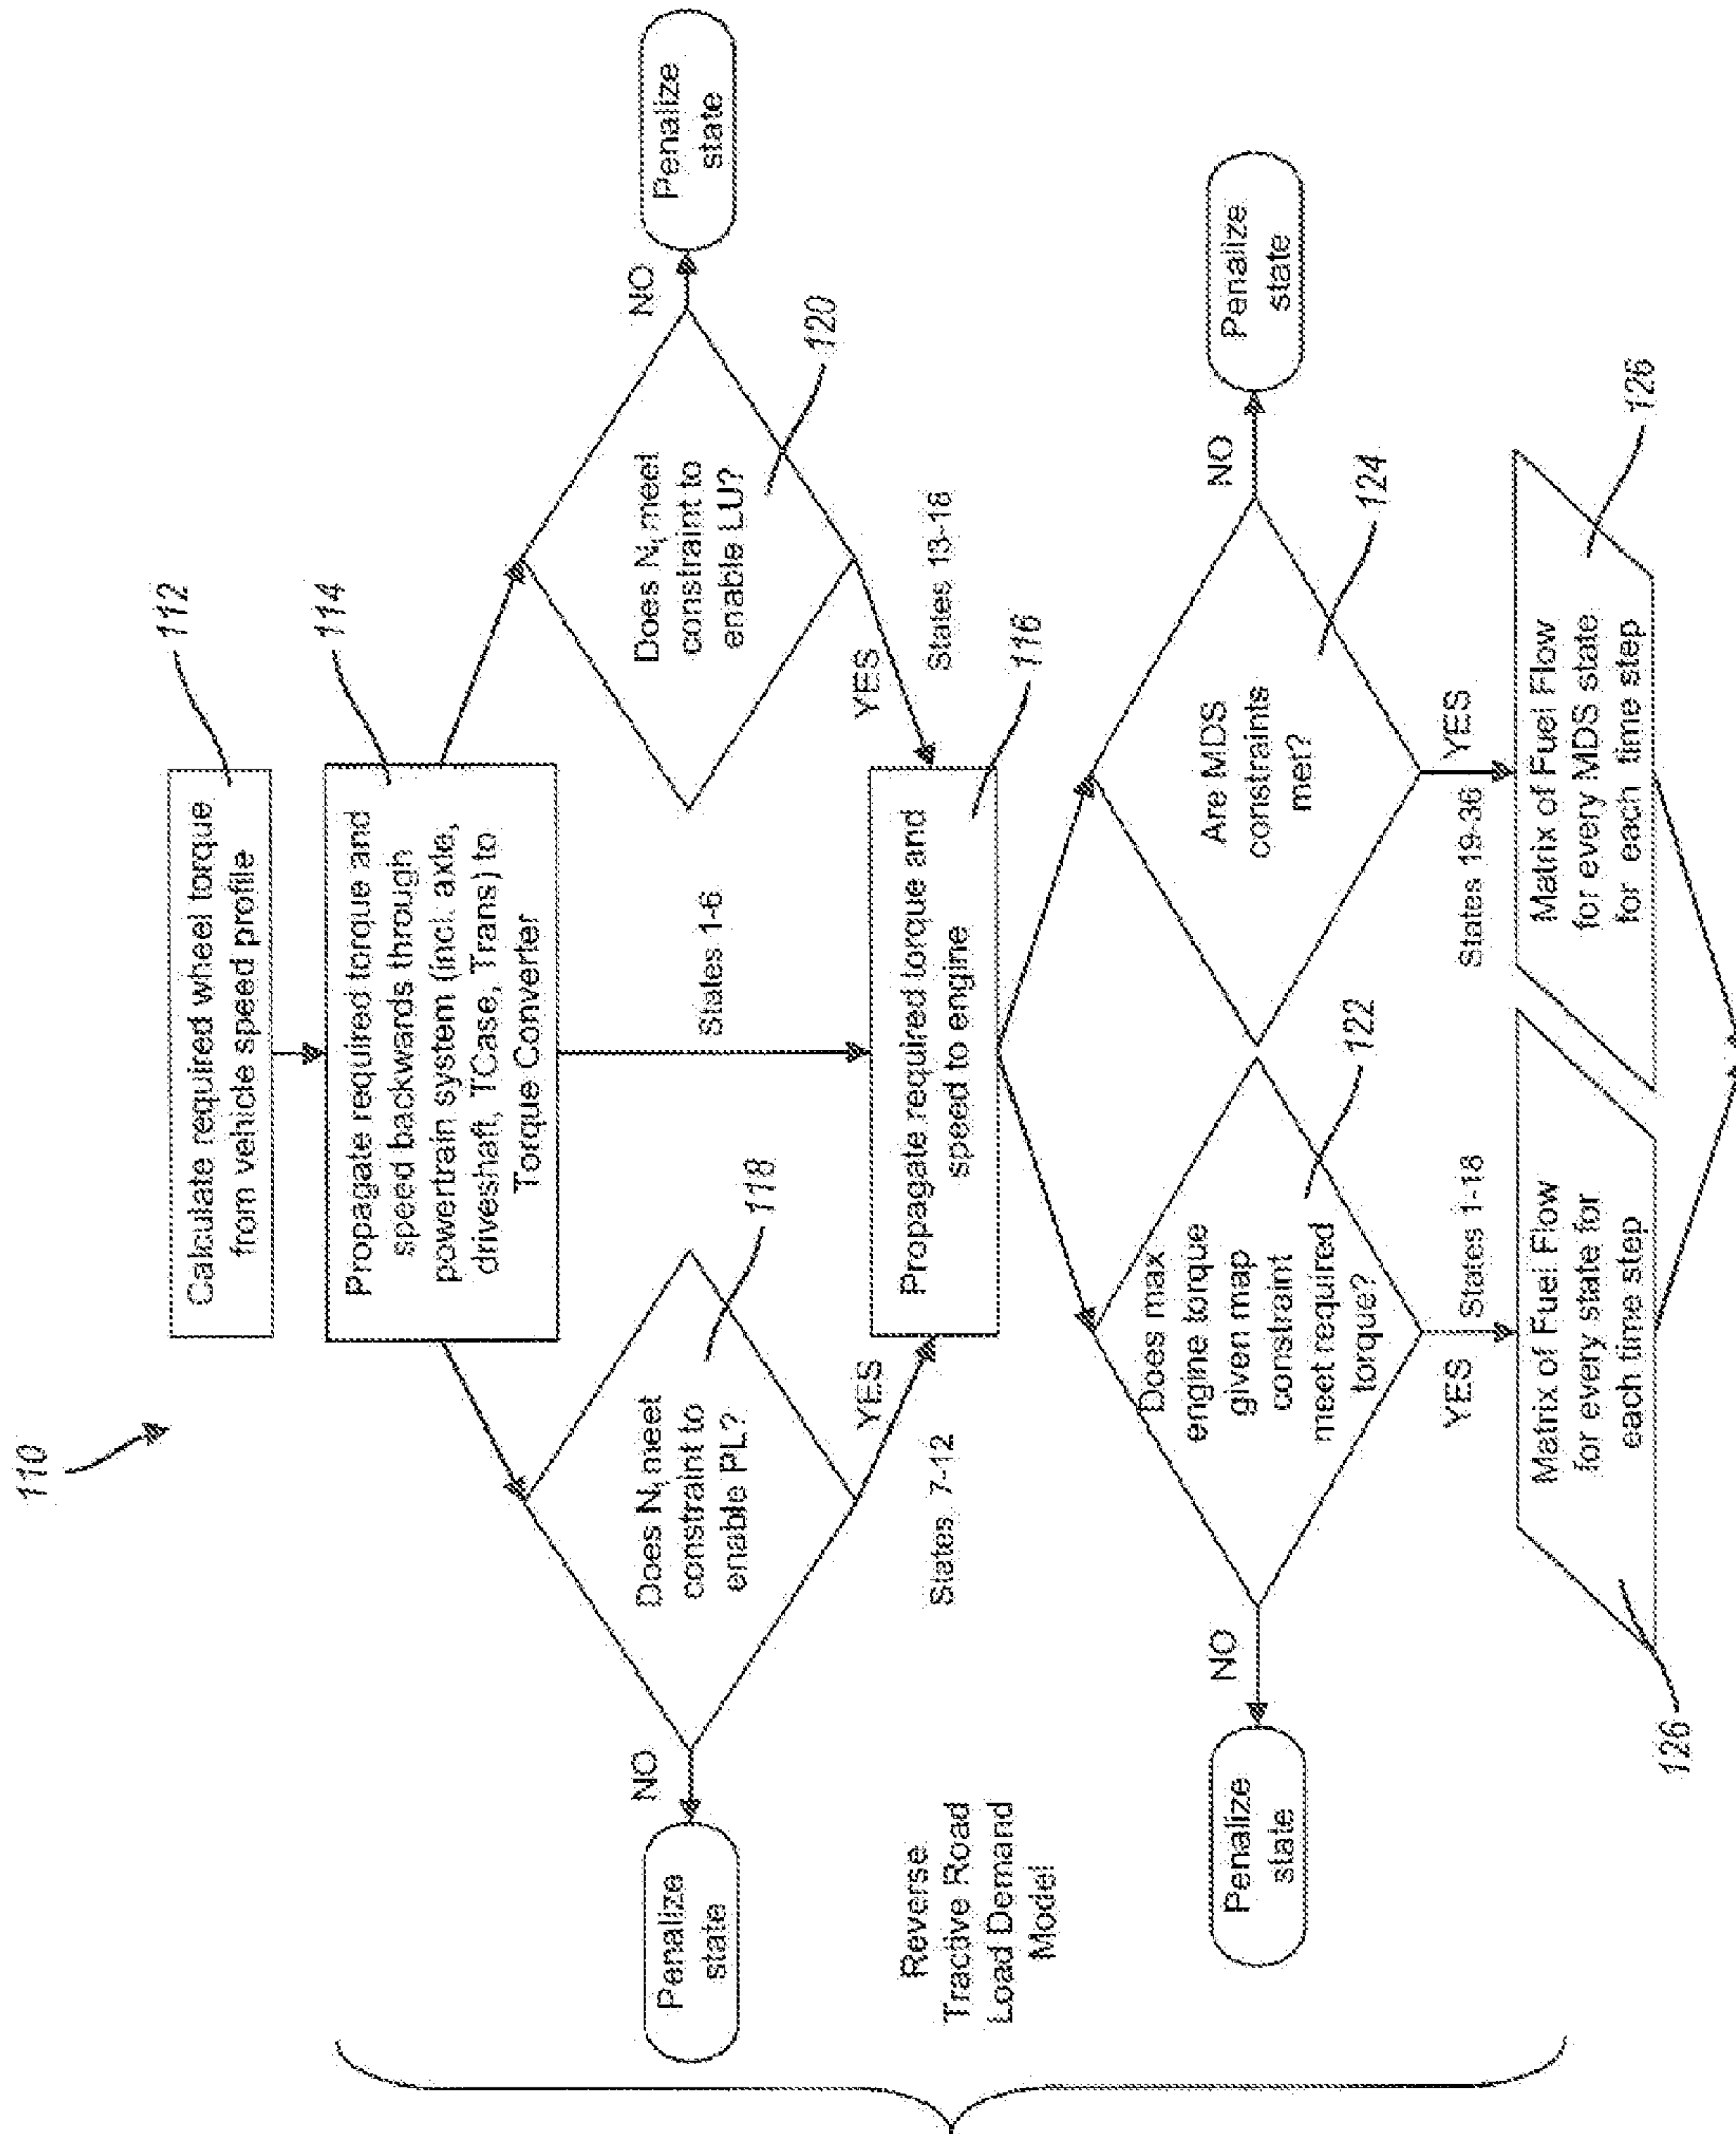 110
112
Calculate required wheel torque
from vehicle speed profile
114
Propagate required torque and
speed backwards through
powertrain system (incl. axle,
driveshaft, TCase, Trans) to
Torque Converter
Penalize
state
NO
118
Does Nt meet
constraint to
enable PL?
YES
States 7-12
States 1-6
120
Does Nt meet
constraint to
enable LU?
NO
Penalize
state
YES
States 13-18
116
Propagate required torque and
speed to engine
Reverse
Tractive Road
Load Demand
Model
Penalize
state
NO
122
Does max
engine torque
given map
constraint
meet required
torque?
YES
States 1-18
124
Are MDS
constraints
met?
NO
Penalize
state
States 19-36
YES
126
Matrix of Fuel Flow
for every state for
each time step
126
Matrix of Fuel Flow
for every MDS state
for each time step